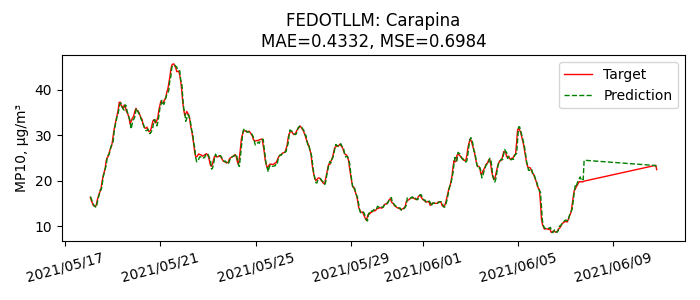 FEDOTLLM: Carapina
MAE=0.4332, MSE=0.6984
Target
Prediction
MP10, µg/m³
40
30
20
10
2021/05/17
2021/05/21
2021/05/25
2021/05/29
2021/06/01
2021/06/05
2021/06/09